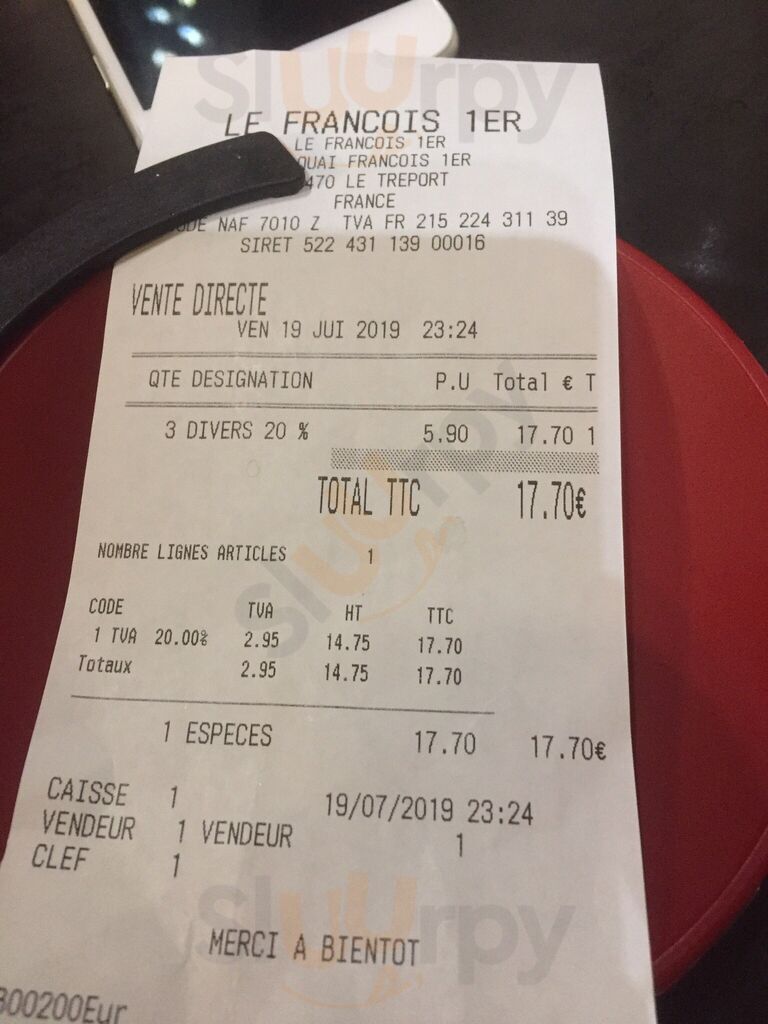 LE FRANCOIS 1ER
LE FRANCOIS 1ER
QUAI FRANCOIS 1ER
470 LE TREPORT
FRANCE
NAF 7010 Z TVA FR 215 224 311 39
SIRET 522 431 139 00016
VENTE DIRECTE
VEN 19 JUI 2019 23:24
QTE DESIGNATION P.U Total € T
3 DIVERS 20 % 5.90 17.70 1
TOTAL TTC 17.70€
NOMBRE LIGNES ARTICLES 1
CODE TVA HT TTC
1 TVA 20.00% 2.95 14.75 17.70
Totaux 2.95 14.75 17.70
1 ESPECES 17.70 17.70€
CAISSE 1 19/07/2019 23:24
VENDEUR 1 VENDEUR 1
CLEF 1
MERCI A BIENTOT
300200Eur
sluurpy
sluurpy
sluurpy